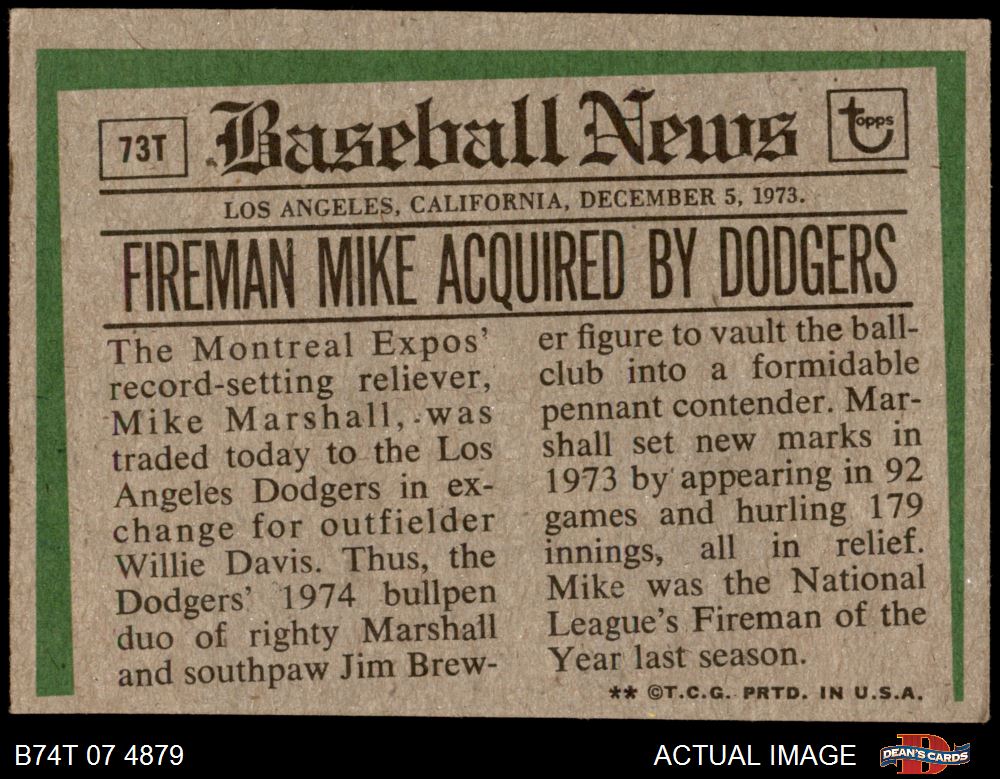 73T
Baseball News
topps
LOS ANGELES, CALIFORNIA, DECEMBER 5, 1973.
FIREMAN MIKE ACQUIRED BY DODGERS
The Montreal Expos'
record-setting reliever,
Mike Marshall, was
traded today to the Los
Angeles Dodgers in ex-
change for outfielder
Willie Davis. Thus, the
Dodgers' 1974 bullpen
duo of righty Marshall
and southpaw Jim Brew-
er figure to vault the ball-
club into a formidable
pennant contender. Mar-
shall set new marks in
1973 by appearing in 92
games and hurling 179
innings, all in relief.
Mike was the National
League's Fireman of the
Year last season.
** ©T.C.G. PRTD. IN U.S.A.
B74T 07 4879
ACTUAL IMAGE
DEAN'S CARDS